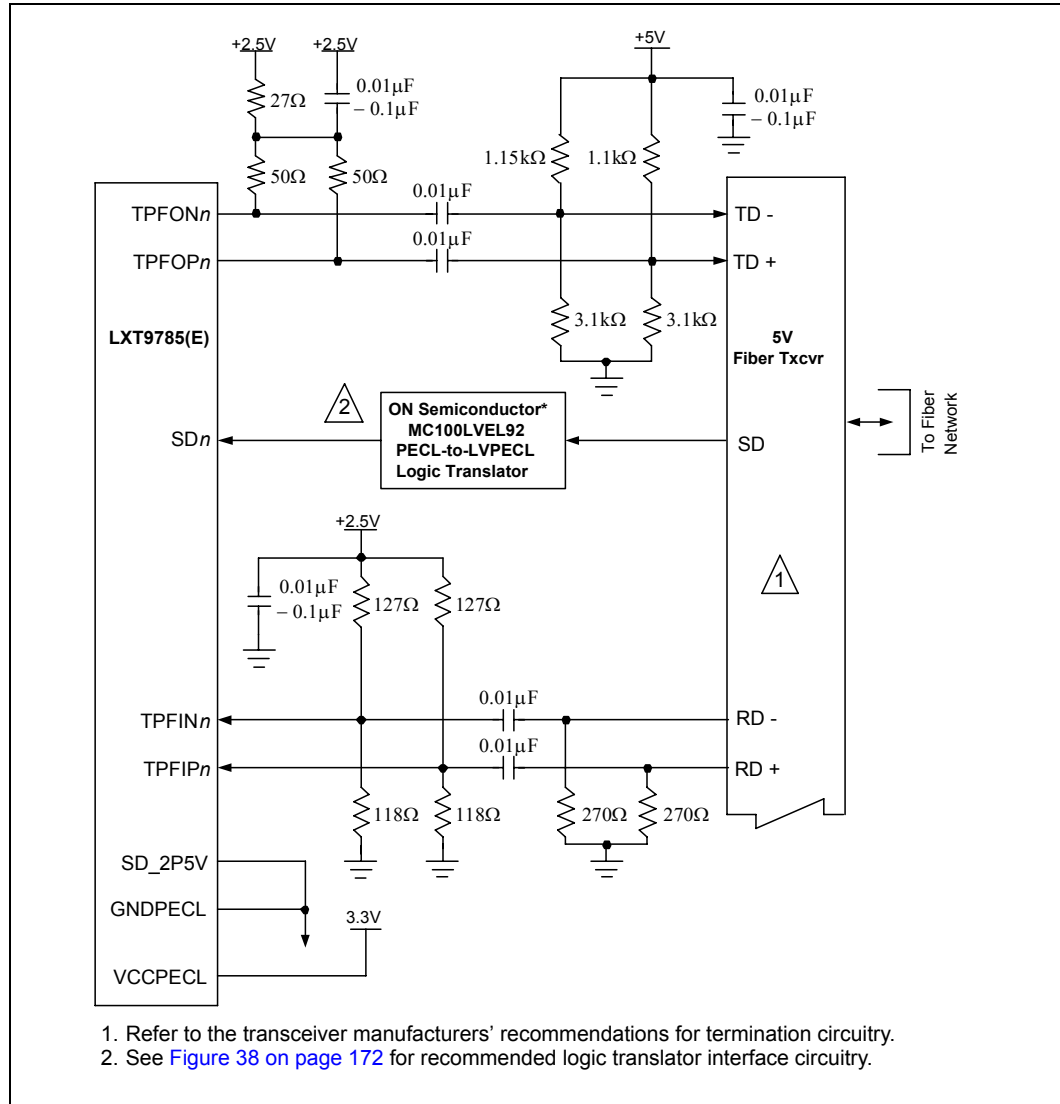 +2.5V +2.5V +5V
27Ω
0.01µF
– 0.1µF
0.01µF
– 0.1µF
50Ω 50Ω
1.15kΩ 1.1kΩ
0.01µF
TPFONn TD -
0.01µF
TPFOPn TD +
LXT9785(E)
3.1kΩ 3.1kΩ
5V
Fiber Txcvr
2
ON Semiconductor*
MC100LVEL92
PECL-to-LVPECL
Logic Translator
SDn SD
To Fiber
Network
+2.5V
0.01µF
– 0.1µF
127Ω 127Ω
1
0.01µF
TPFINn RD -
0.01µF
TPFIPn RD +
118Ω 118Ω 270Ω 270Ω
SD_2P5V
GNDPECL
3.3V
VCCPECL
1. Refer to the transceiver manufacturers’ recommendations for termination circuitry.
2. See Figure 38 on page 172 for recommended logic translator interface circuitry.